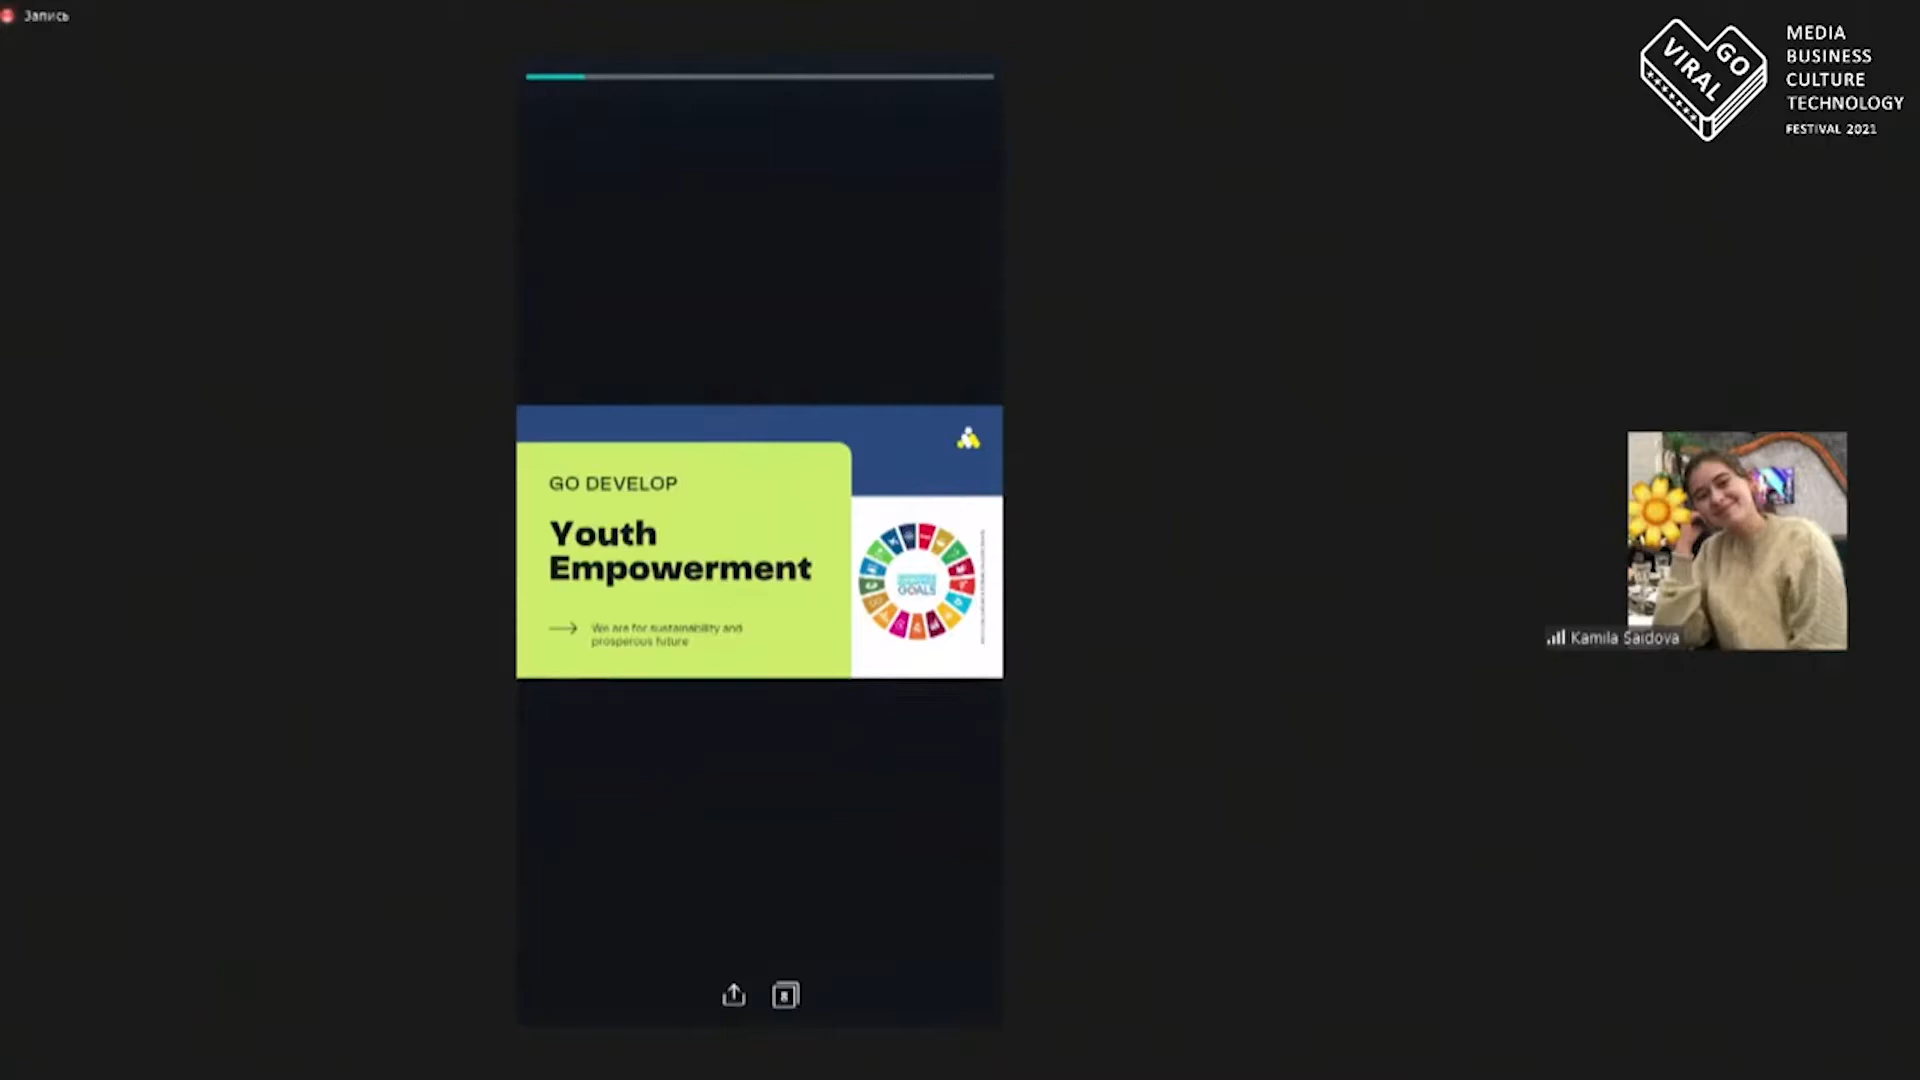 Запись
VIRAL
GO
MEDIA
BUSINESS
CULTURE
TECHNOLOGY
FESTIVAL 2021
GO DEVELOP
Youth
Empowerment
We are for sustainability and
prosperous future
GOALS
Kamila Saidova
8